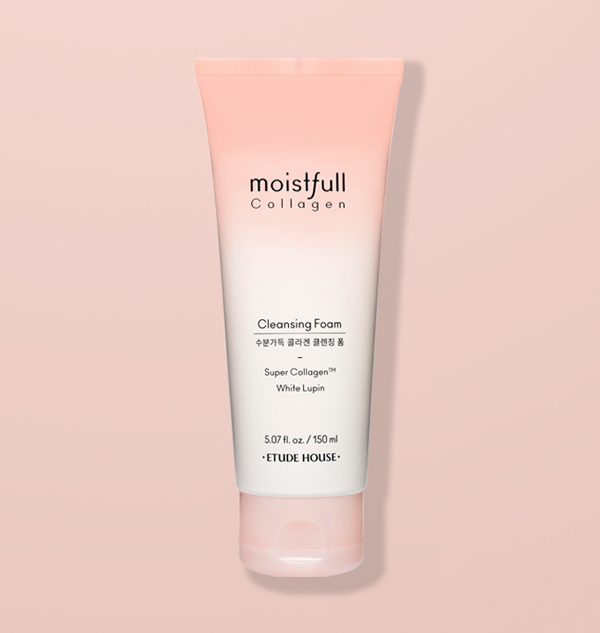 moistfull
Collagen
Cleansing Foam
수분가득 콜라겐 클렌징 폼
Super Collagen™
White Lupin
5.07 fl. oz. / 150 ml
·ETUDE HOUSE·